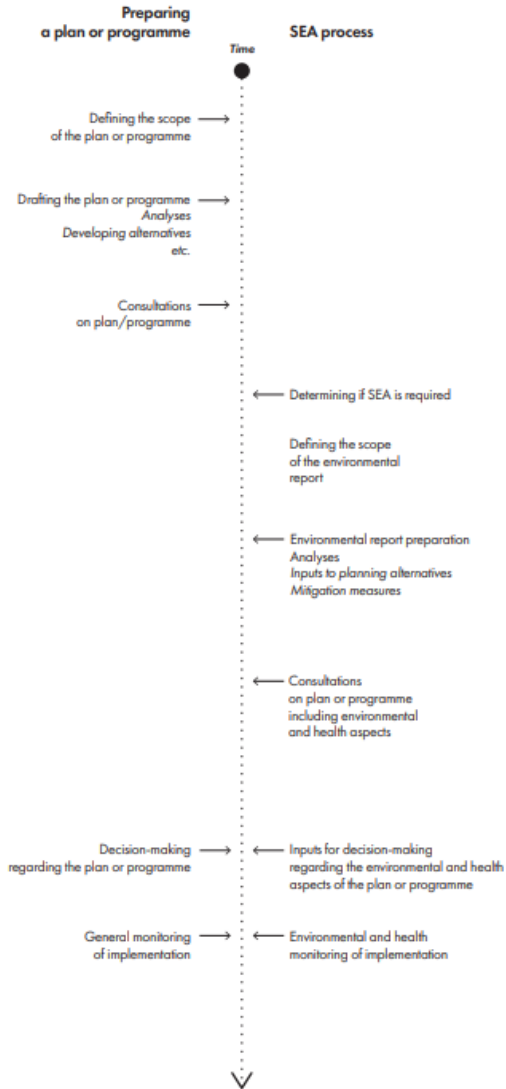 Preparing
a plan or programme
SEA process
Time
Defining the scope
of the plan or programme
Drafting the plan or programme
Analyses
Developing alternatives
etc.
Consultations
on plan/programme
Determining if SEA is required
Defining the scope
of the environmental
report
Environmental report preparation
Analyses
Inputs to planning alternatives
Mitigation measures
Consultations
on plan or programme
including environmental
and health aspects
Decision-making
regarding the plan or programme
Inputs for decision-making
regarding the environmental and health
aspects of the plan or programme
General monitoring
of implementation
Environmental and health
monitoring of implementation